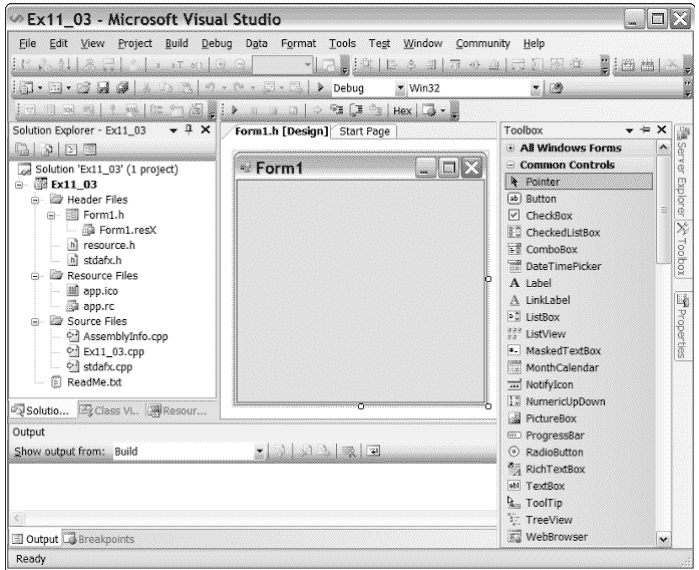 Ex11_03 - Microsoft Visual Studio
File Edit View Project Build Debug Data Format Tools Test Window Community Help
Debug Win32
Hex
Solution Explorer - Ex11_03
Solution 'Ex11_03' (1 project)
Ex11_03
Header Files
Form1.h
Form1.resX
resource.h
stdafx.h
Resource Files
app.ico
app.rc
Source Files
AssemblyInfo.cpp
Ex11_03.cpp
stdafx.cpp
ReadMe.txt
Solutio... Class Vi... Resour...
Form1.h [Design] Start Page
Form1
Toolbox
All Windows Forms
Common Controls
Pointer
Button
CheckBox
CheckedListBox
ComboBox
DateTimePicker
Label
LinkLabel
ListBox
ListView
MaskedTextBox
MonthCalendar
NotifyIcon
NumericUpDown
PictureBox
ProgressBar
RadioButton
RichTextBox
TextBox
ToolTip
TreeView
WebBrowser
Server Explorer
Toolbox
Properties
Output
Show output from: Build
Output Breakpoints
Ready